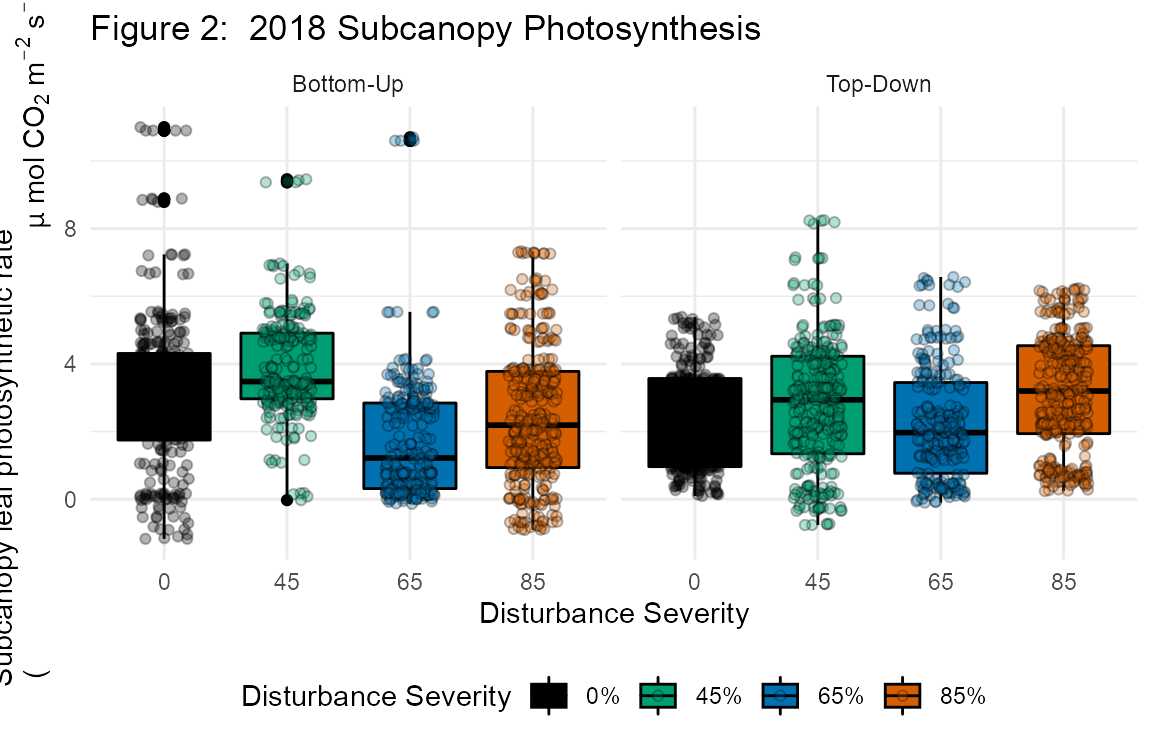 Figure 2:  2018 Subcanopy Photosynthesis
Bottom-Up
Top-Down
Subcanopy leaf photosynthetic rate
( µ mol CO₂ m⁻² s⁻
8
4
0
0
45
65
85
0
45
65
85
Disturbance Severity
Disturbance Severity
0%
45%
65%
85%